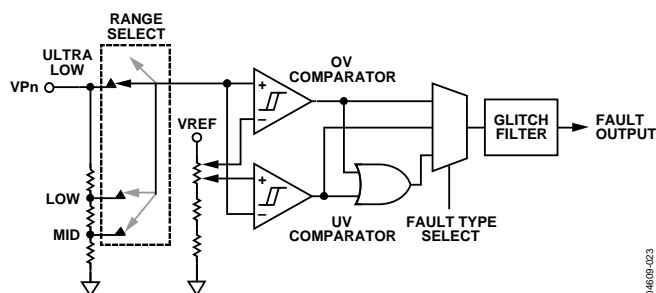 RANGE
SELECT
ULTRA
LOW
VPn
LOW
MID
VREF
OV
COMPARATOR
+
–
+
–
UV
COMPARATOR
FAULT TYPE
SELECT
GLITCH
FILTER
FAULT
OUTPUT
04609-023